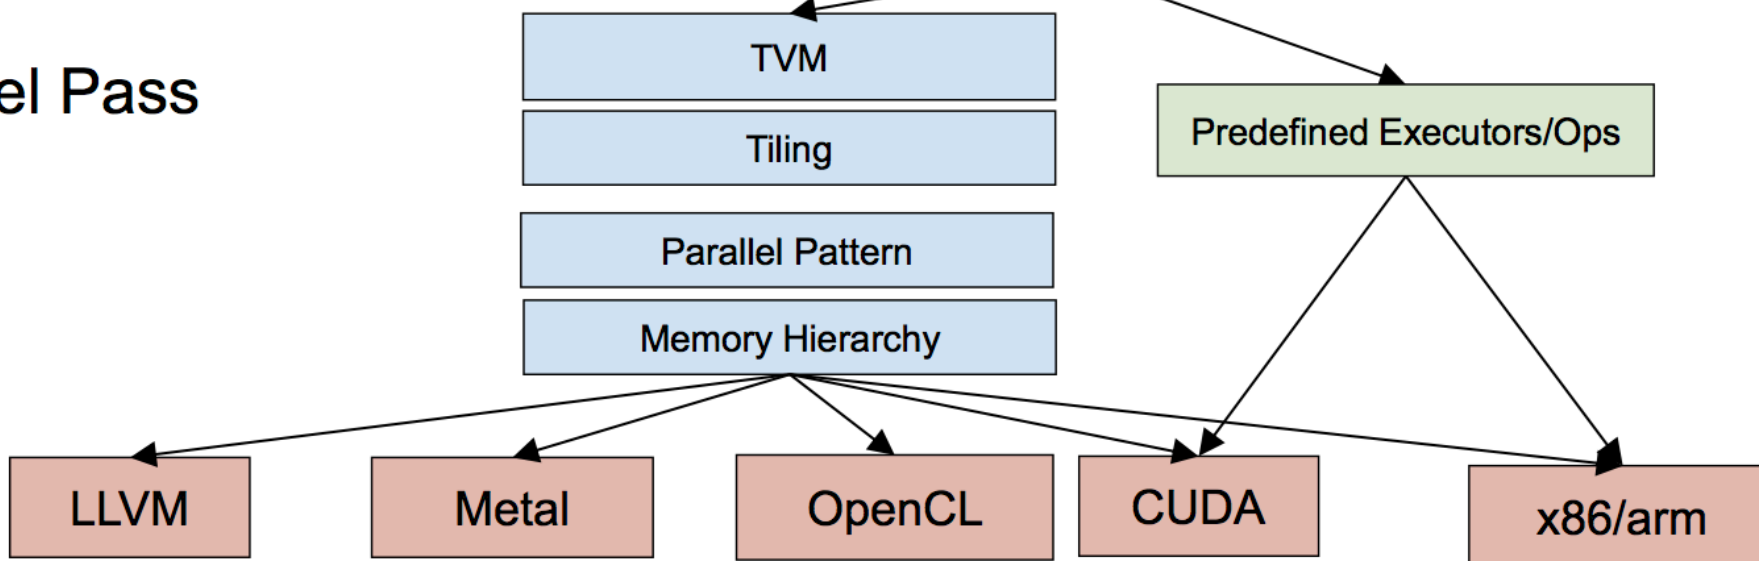 TVM
el Pass
Tiling
Predefined Executors/Ops
Parallel Pattern
Memory Hierarchy
LLVM
Metal
OpenCL
CUDA
x86/arm